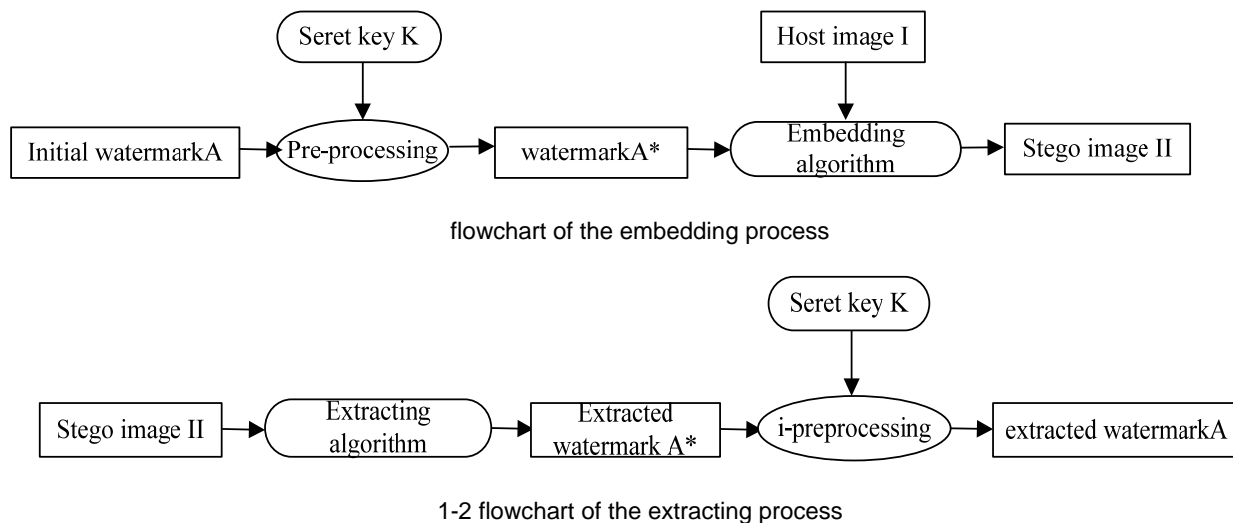 Seret key K
Host image I
Initial watermarkA
Pre-processing
watermarkA*
Embedding
algorithm
Stego image II
flowchart of the embedding process
Seret key K
Stego image II
Extracting
algorithm
Extracted
watermark A*
i-preprocessing
extracted watermarkA
1-2 flowchart of the extracting process